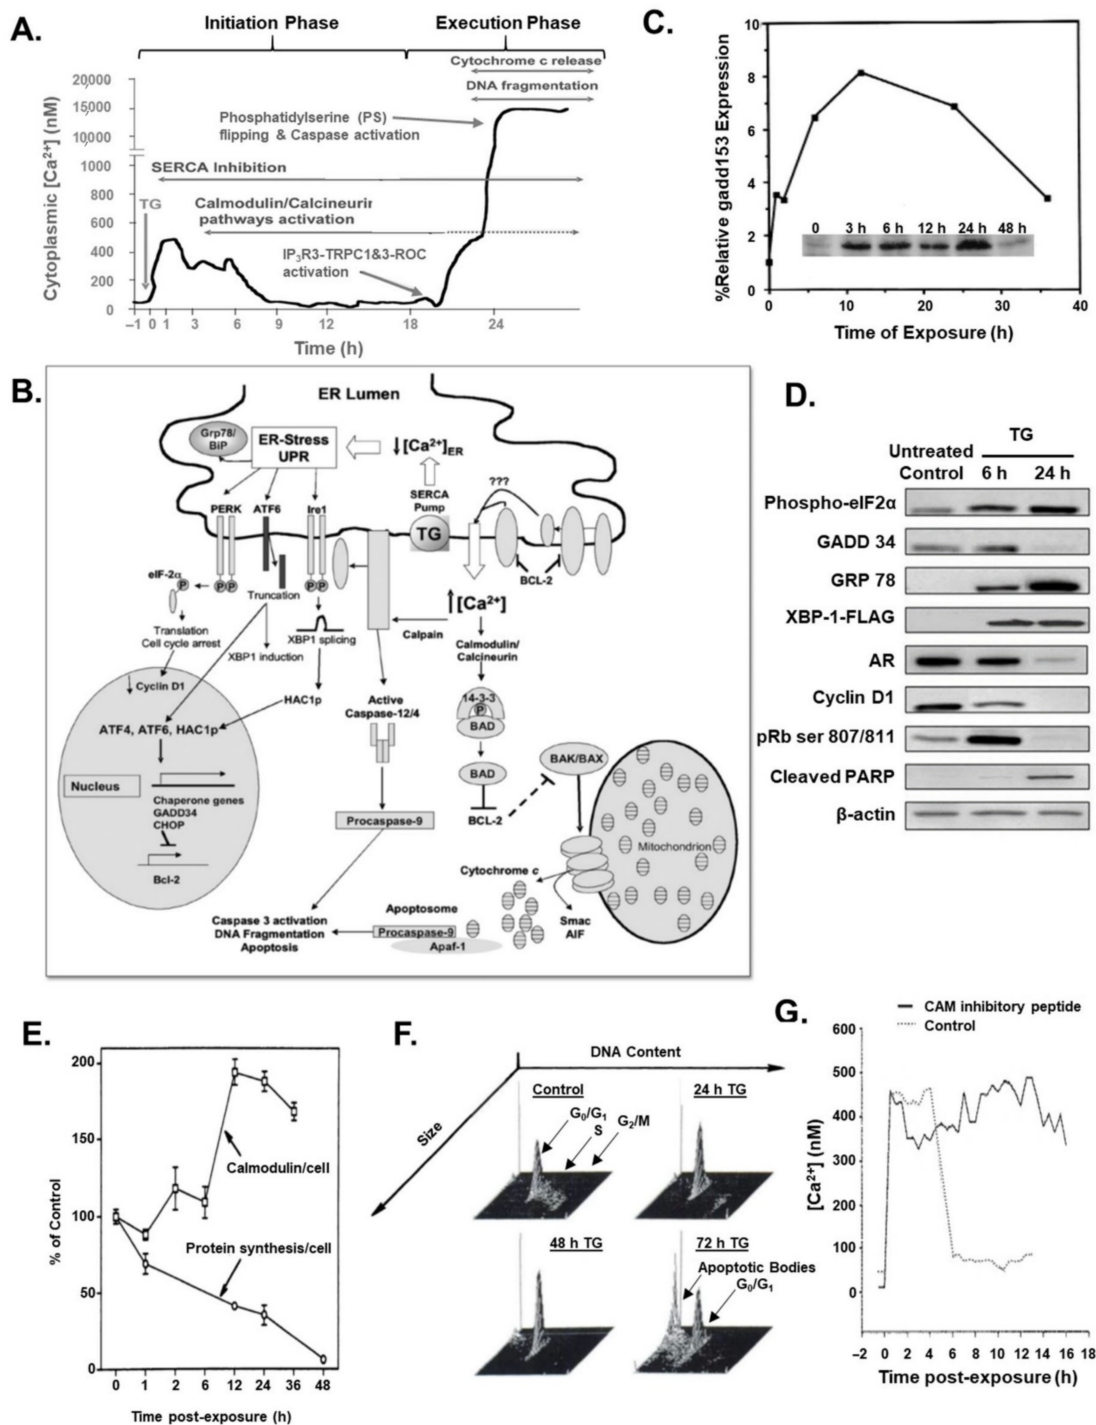 A.
Initiation Phase
Execution Phase
Cytochrome c release
DNA fragmentation
Phosphatidylserine (PS)
flipping & Caspase activation
SERCA Inhibition
TG
Calmodulin/Calcineurin
pathways activation
IP3R3-TRPC1&3-ROC
activation
Cytoplasmic [Ca2+] (nM)
20000
15000
10000
1000
800
600
400
200
0
–1 0 1 3 6 9 12 18 24
Time (h)
C.
%Relative gadd153 Expression
10
8
6
4
2
0
0 3 h 6 h 12 h 24 h 48 h
0 10 20 30 40
Time of Exposure (h)
B.
ER Lumen
Grp78/
BiP
ER-Stress
UPR
[Ca2+]ER
SERCA
Pump
TG
???
PERK ATF6 Ire1
BCL-2
eIF-2α
P
P P
P P
Truncation
[Ca2+]
Translation
Cell cycle arrest
XBP1 splicing
XBP1 induction
Calpain
Calmodulin/
Calcineurin
Cyclin D1
HAC1p
Active
Caspase-12/4
14-3-3
P
BAD
ATF4, ATF6, HAC1p
BAD
BAK/BAX
Nucleus
Chaperone genes
GADD34
CHOP
Procaspase-9
BCL-2
Mitochondrion
Bcl-2
Cytochrome c
Caspase 3 activation
DNA Fragmentation
Apoptosis
Apoptosome
Procaspase-9
Apaf-1
Smac
AIF
D.
Untreated
Control
TG
6 h 24 h
Phospho-eIF2α
GADD 34
GRP 78
XBP-1-FLAG
AR
Cyclin D1
pRb ser 807/811
Cleaved PARP
β-actin
E.
% of Control
200
150
100
50
0
Calmodulin/cell
Protein synthesis/cell
0 1 2 6 12 24 36 48
Time post-exposure (h)
F.
DNA Content
Size
Control
G0/G1
S
G2/M
24 h TG
48 h TG
72 h TG
Apoptotic Bodies
G0/G1
G.
CAM inhibitory peptide
Control
[Ca2+] (nM)
600
500
400
300
200
100
0
–2 0 2 4 6 8 10 12 14 16 18
Time post-exposure (h)